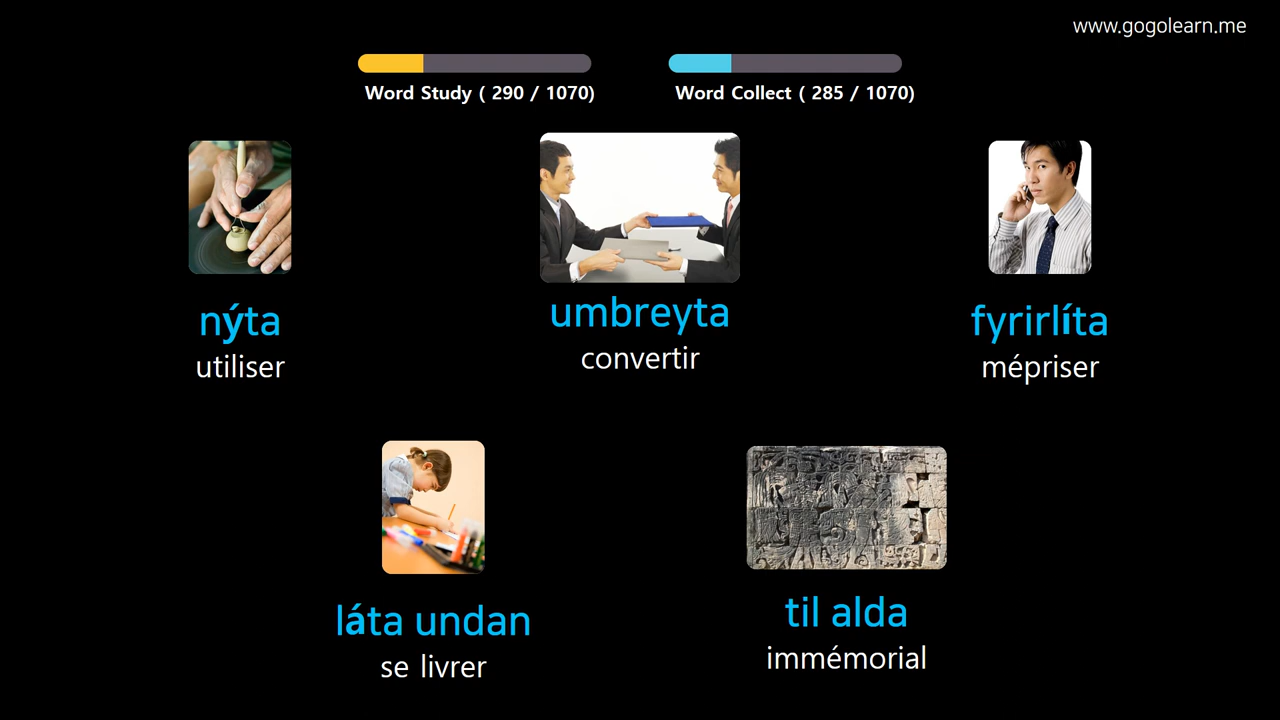 www.gogolearn.me
Word Study ( 290 / 1070)
Word Collect ( 285 / 1070)
nýta
utiliser
umbreyta
convertir
fyrirlíta
mépriser
láta undan
se livrer
til alda
immémorial